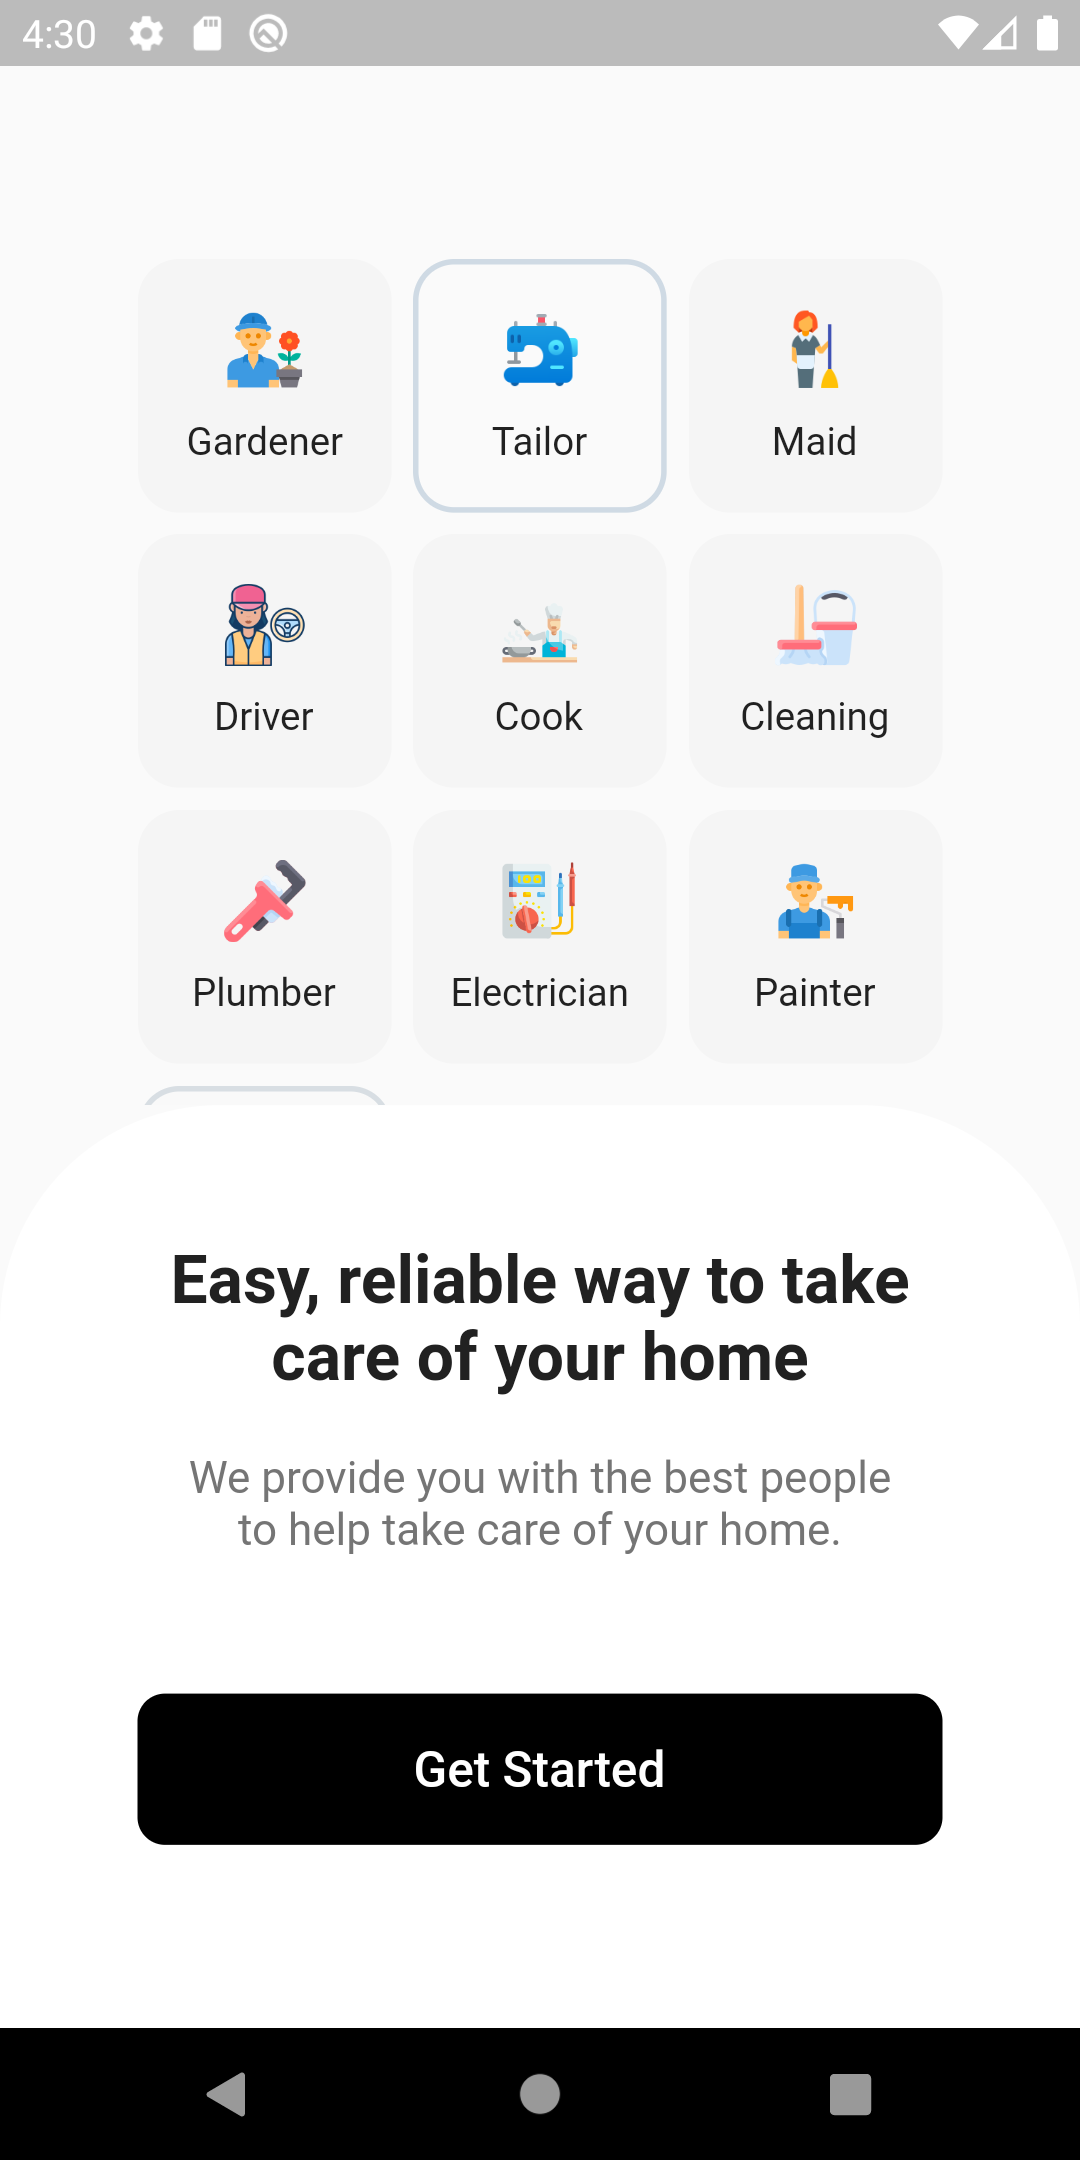 4:30
Gardener
Tailor
Maid
Driver
Cook
Cleaning
100
Plumber
Electrician
Painter
Easy, reliable way to take
care of your home
We provide you with the best people
to help take care of your home.
Get Started